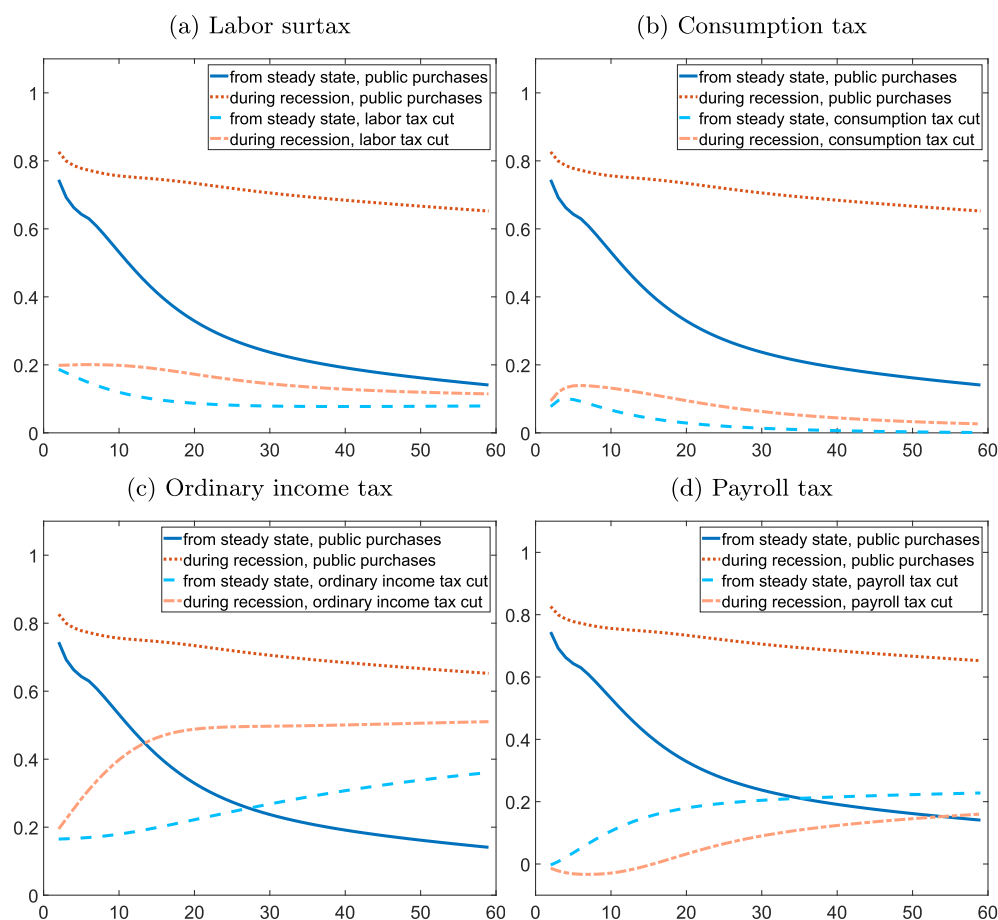 (a) Labor surtax
(b) Consumption tax
from steady state, public purchases
during recession, public purchases
from steady state, labor tax cut
during recession, labor tax cut
1
0.8
0.6
0.4
0.2
0
0 10 20 30 40 50 60
from steady state, public purchases
during recession, public purchases
from steady state, consumption tax cut
during recession, consumption tax cut
1
0.8
0.6
0.4
0.2
0
0 10 20 30 40 50 60
(c) Ordinary income tax
(d) Payroll tax
from steady state, public purchases
during recession, public purchases
from steady state, ordinary income tax cut
during recession, ordinary income tax cut
1
0.8
0.6
0.4
0.2
0
0 10 20 30 40 50 60
from steady state, public purchases
during recession, public purchases
from steady state, payroll tax cut
during recession, payroll tax cut
1
0.8
0.6
0.4
0.2
0
0 10 20 30 40 50 60